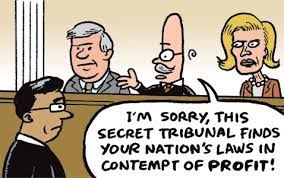 I'M SORRY, THIS
SECRET TRIBUNAL FINDS
YOUR NATION'S LAWS IN
CONTEMPT OF PROFIT!